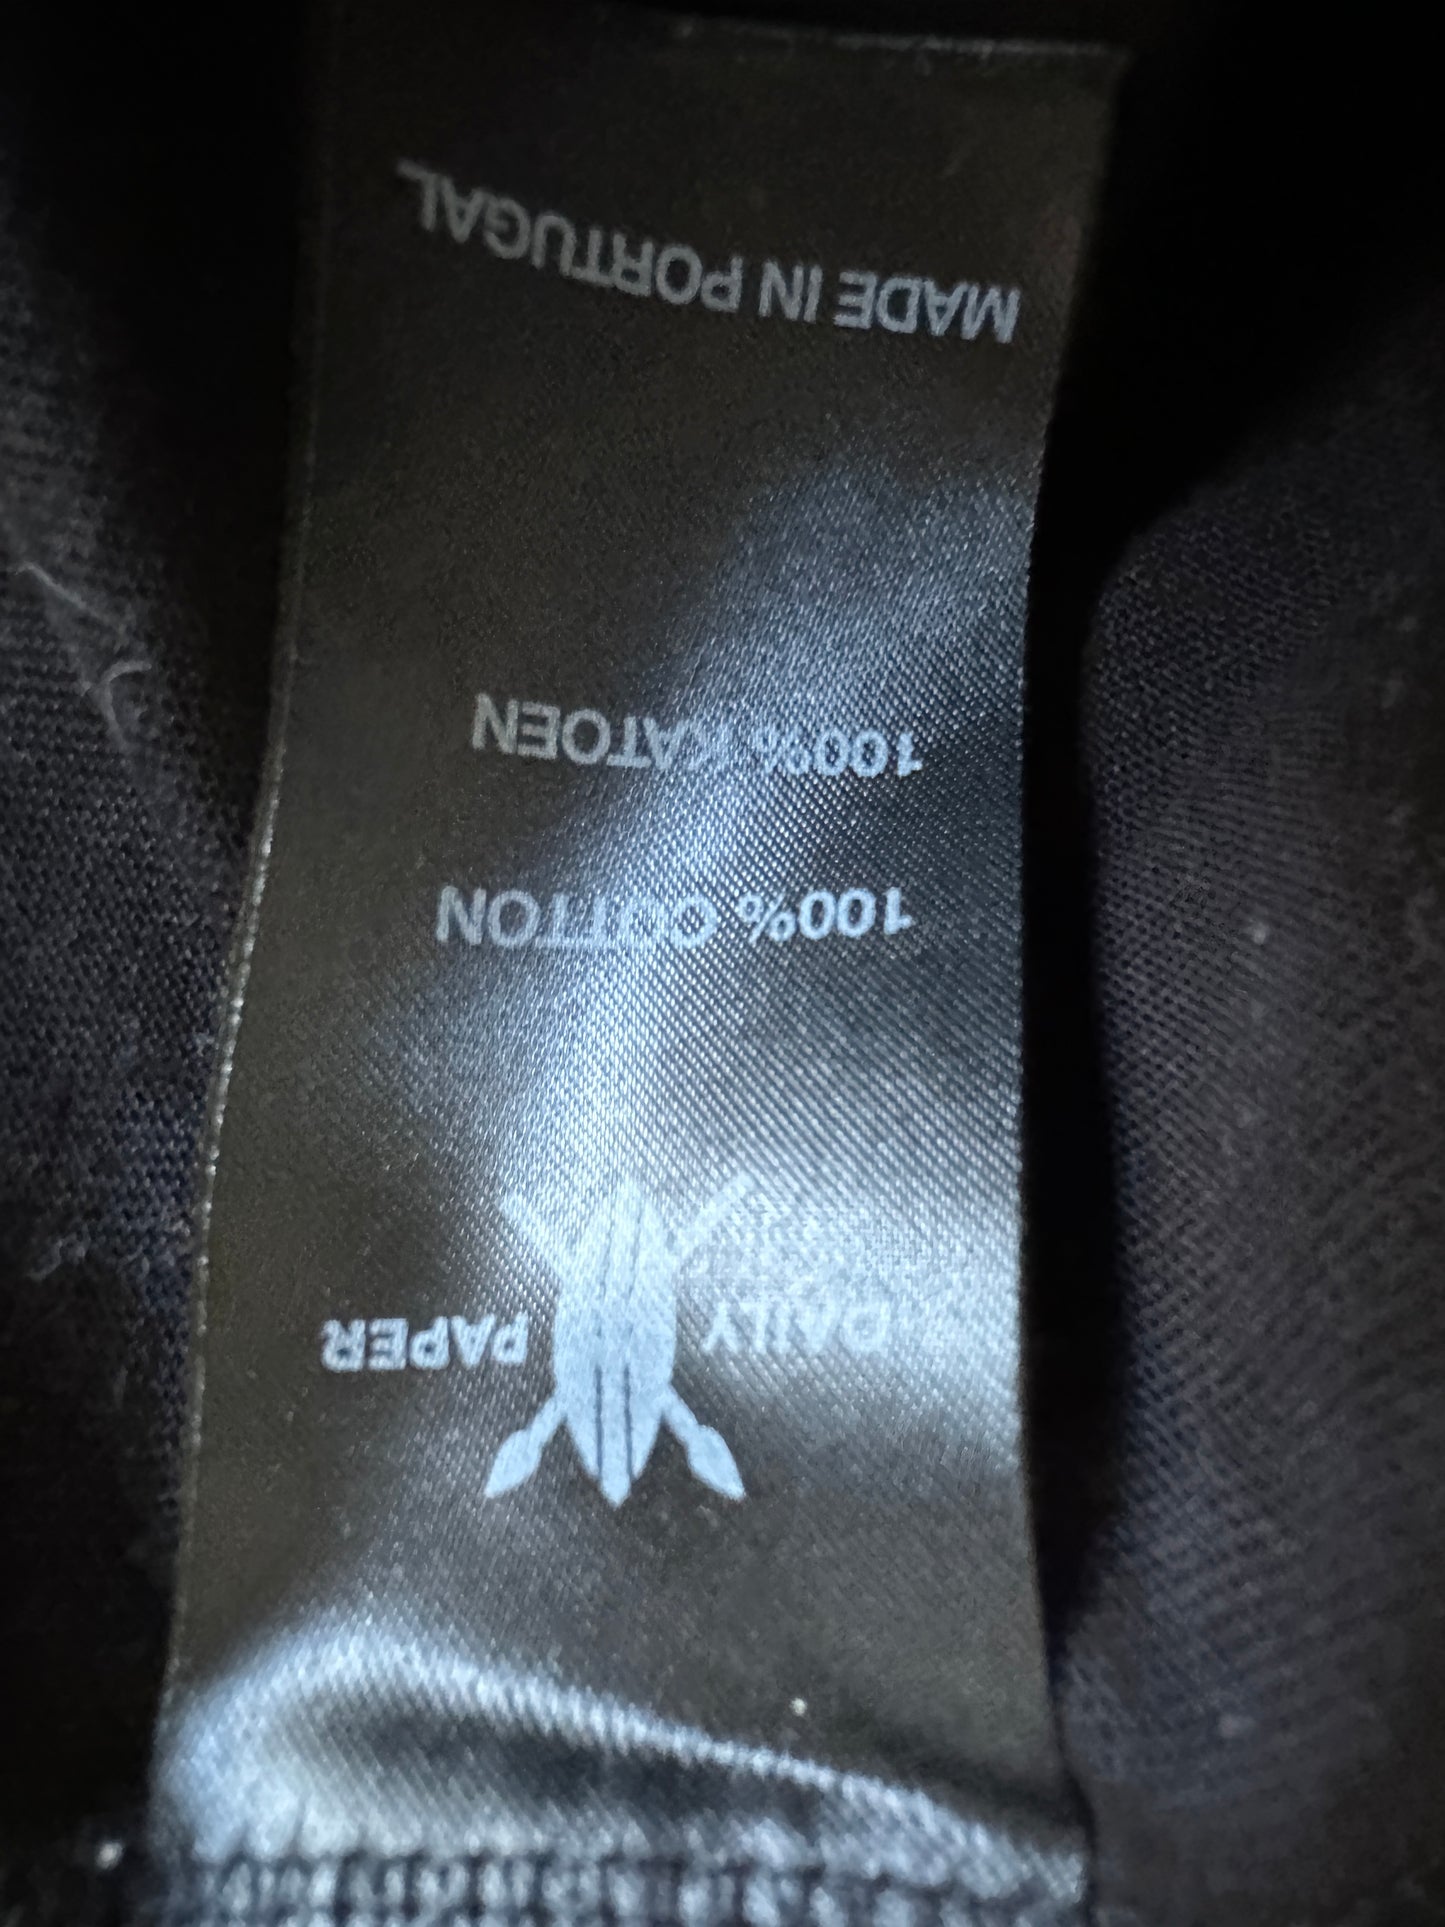 DAILY PAPER
100% COTTON
100% KATOEN
MADE IN PORTUGAL